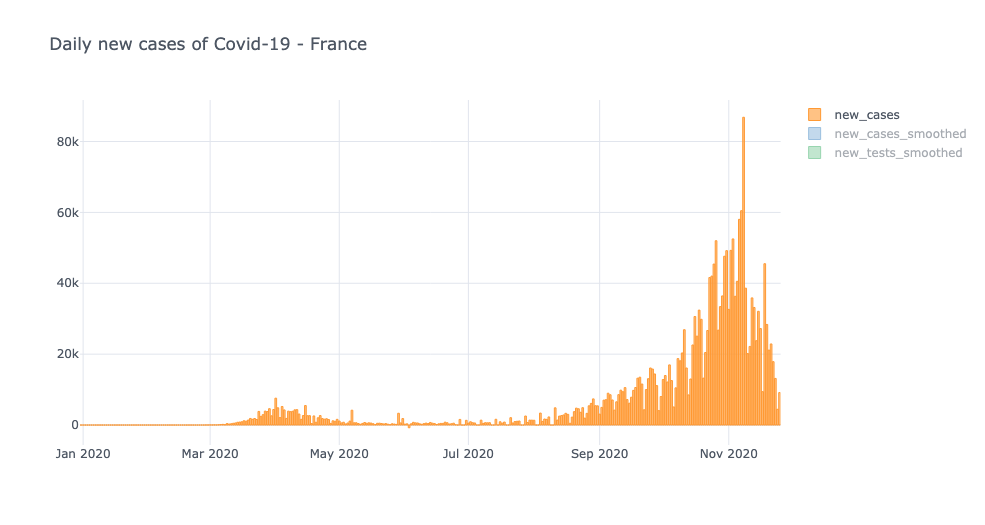 Daily new cases of Covid-19 - France
new_cases
new_cases_smoothed
new_tests_smoothed
80k
60k
40k
20k
0
Jan 2020 Mar 2020 May 2020 Jul 2020 Sep 2020 Nov 2020